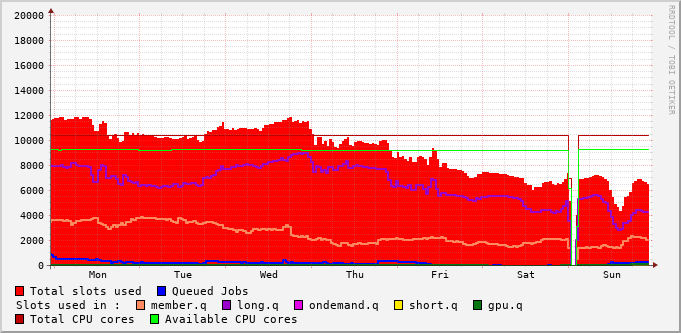 20000
18000
16000
14000
12000
10000
8000
6000
4000
2000
0
Mon Tue Wed Thu Fri Sat Sun
RRDTOOL / TOBI OETIKER
Total slots used Queued Jobs
Slots used in : member.q long.q ondemand.q short.q gpu.q
Total CPU cores Available CPU cores